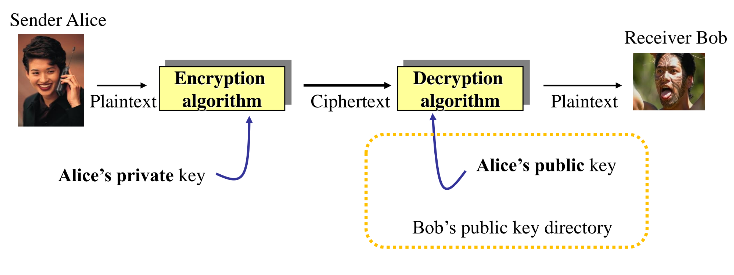 Sender Alice
Receiver Bob
Encryption
algorithm
Decryption
algorithm
Plaintext
Ciphertext
Plaintext
Alice's private key
Alice's public key
Bob's public key directory